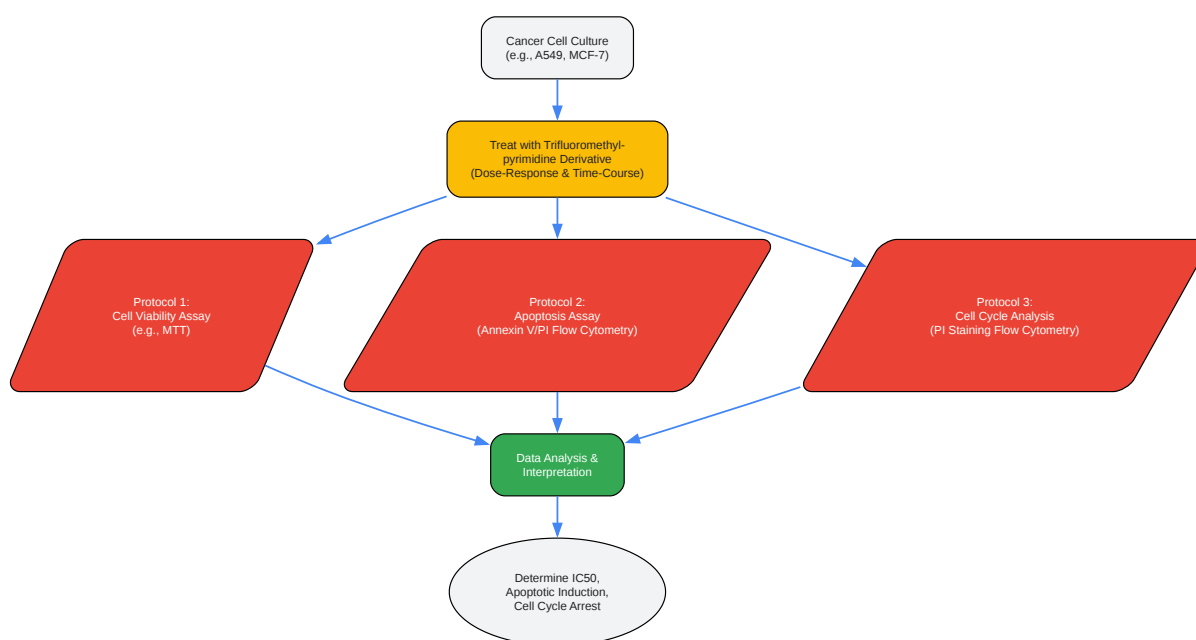 Cancer Cell Culture
(e.g., A549, MCF-7)
Treat with Trifluoromethyl-
pyrimidine Derivative
(Dose-Response & Time-Course)
Protocol 1:
Cell Viability Assay
(e.g., MTT)
Protocol 2:
Apoptosis Assay
(Annexin V/PI Flow Cytometry)
Protocol 3:
Cell Cycle Analysis
(PI Staining Flow Cytometry)
Data Analysis &
Interpretation
Determine IC50,
Apoptotic Induction,
Cell Cycle Arrest